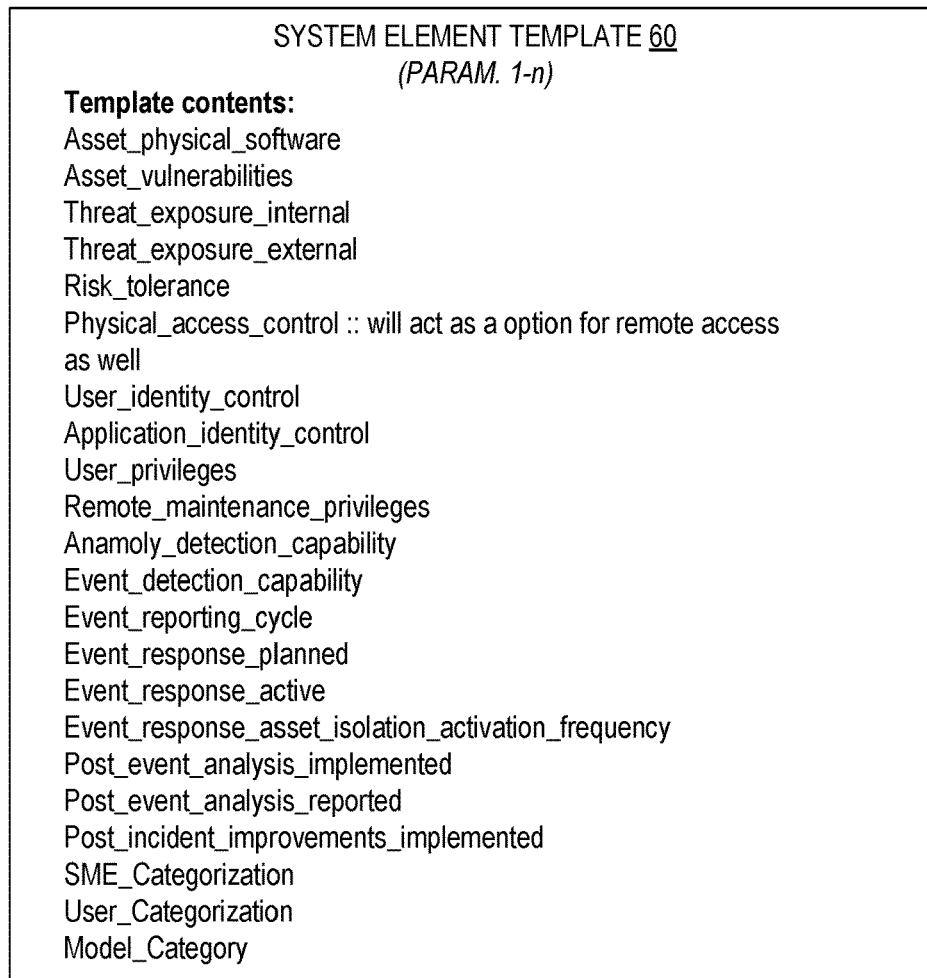 SYSTEM ELEMENT TEMPLATE 60
(PARAM. 1-n)
Template contents:
Asset_physical_software
Asset_vulnerabilities
Threat_exposure_internal
Threat_exposure_external
Risk_tolerance
Physical_access_control :: will act as a option for remote access
as well
User_identity_control
Application_identity_control
User_privileges
Remote_maintenance_privileges
Anamoly_detection_capability
Event_detection_capability
Event_reporting_cycle
Event_response_planned
Event_response_active
Event_response_asset_isolation_activation_frequency
Post_event_analysis_implemented
Post_event_analysis_reported
Post_incident_improvements_implemented
SME_Categorization
User_Categorization
Model_Category